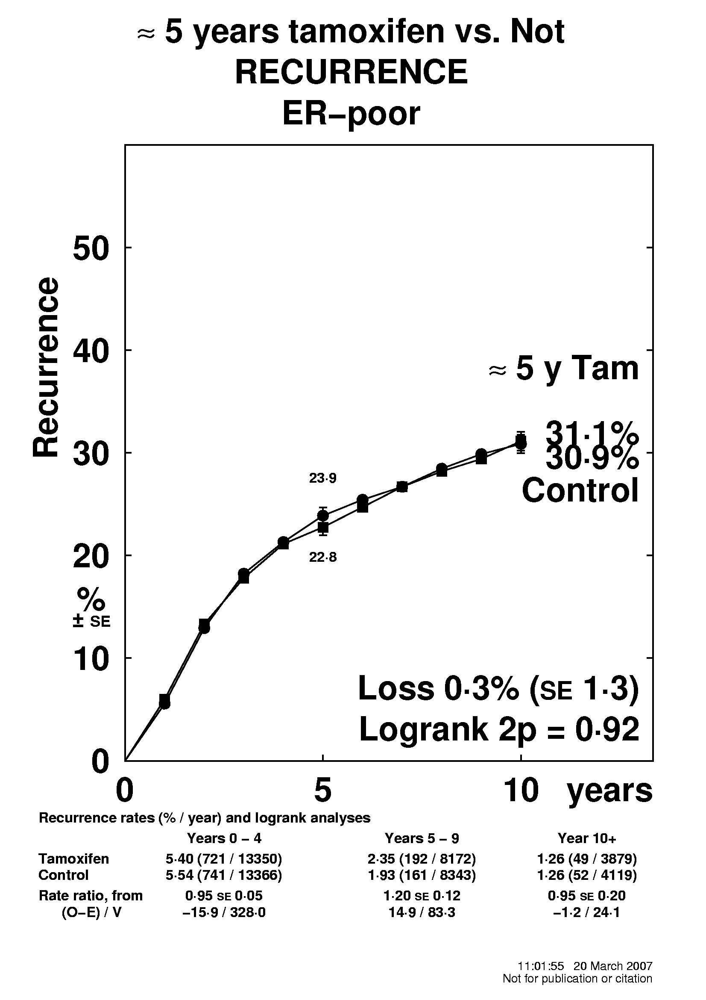 ≈ 5 years tamoxifen vs. Not
RECURRENCE
ER–poor
Recurrence
50
40
30
20
%
± SE
10
0
≈ 5 y Tam
31·1%
30·9%
Control
23·9
22·8
Loss 0·3% (SE 1·3)
Logrank 2p = 0·92
0 5 10 years
Recurrence rates (% / year) and logrank analyses
Years 0 – 4 Years 5 – 9 Year 10+
Tamoxifen 5·40 (721 / 13350) 2·35 (192 / 8172) 1·26 (49 / 3879)
Control 5·54 (741 / 13366) 1·93 (161 / 8343) 1·26 (52 / 4119)
Rate ratio, from 0·95 SE 0·05 1·20 SE 0·12 0·95 SE 0·20
(O–E) / V –15·9 / 328·0 14·9 / 83·3 –1·2 / 24·1
11:01:55 20 March 2007
Not for publication or citation